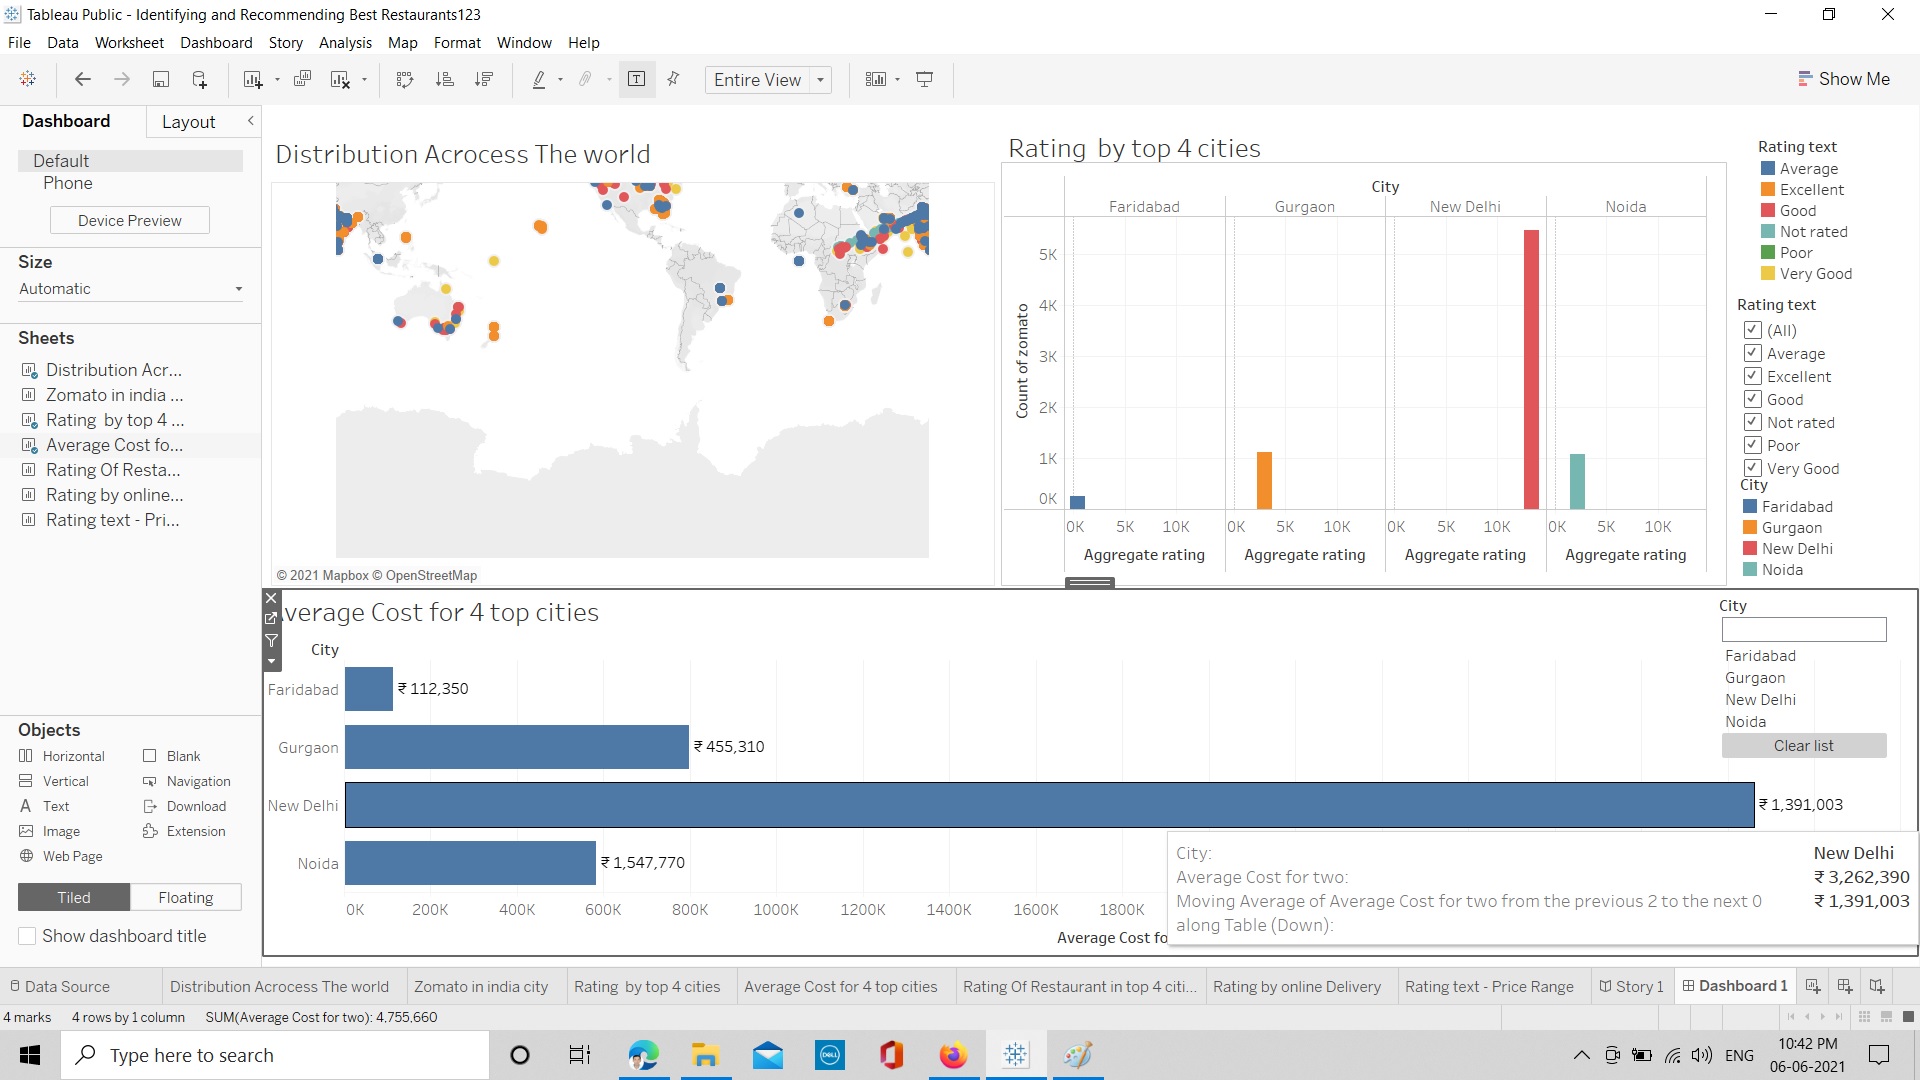 Tableau Public - Identifying and Recommending Best Restaurants123
File Data Worksheet Dashboard Story Analysis Map Format Window Help
Entire View
Show Me
Dashboard Layout
Default
Phone
Device Preview
Size
Automatic
Sheets
Distribution Acr...
Zomato in india ...
Rating by top 4 ...
Average Cost fo...
Rating Of Resta...
Rating by online...
Rating text - Pri...
Objects
Horizontal Blank
Vertical Navigation
Text Download
Image Extension
Web Page
Tiled Floating
Show dashboard title
Distribution Acrocess The world
© 2021 Mapbox © OpenStreetMap
Rating by top 4 cities
City
Faridabad Gurgaon New Delhi Noida
Count of zomato
5K
4K
3K
2K
1K
0K
0K 5K 10K 0K 5K 10K 0K 5K 10K 0K 5K 10K
Aggregate rating Aggregate rating Aggregate rating Aggregate rating
Rating text
Average
Excellent
Good
Not rated
Poor
Very Good
Rating text
(All)
Average
Excellent
Good
Not rated
Poor
Very Good
City
Faridabad
Gurgaon
New Delhi
Noida
verage Cost for 4 top cities
City
Faridabad ₹ 112,350
Gurgaon ₹ 455,310
New Delhi ₹ 1,391,003
Noida ₹ 1,547,770
0K 200K 400K 600K 800K 1000K 1200K 1400K 1600K 1800K
Average Cost fo
City
Faridabad
Gurgaon
New Delhi
Noida
Clear list
City: New Delhi
Average Cost for two: ₹ 3,262,390
Moving Average of Average Cost for two from the previous 2 to the next 0 ₹ 1,391,003
along Table (Down):
Data Source Distribution Acrocess The world Zomato in india city Rating by top 4 cities Average Cost for 4 top cities Rating Of Restaurant in top 4 citi... Rating by online Delivery Rating text - Price Range Story 1 Dashboard 1
4 marks 4 rows by 1 column SUM(Average Cost for two): 4,755,660
Type here to search
DELL
ENG
10:42 PM
06-06-2021